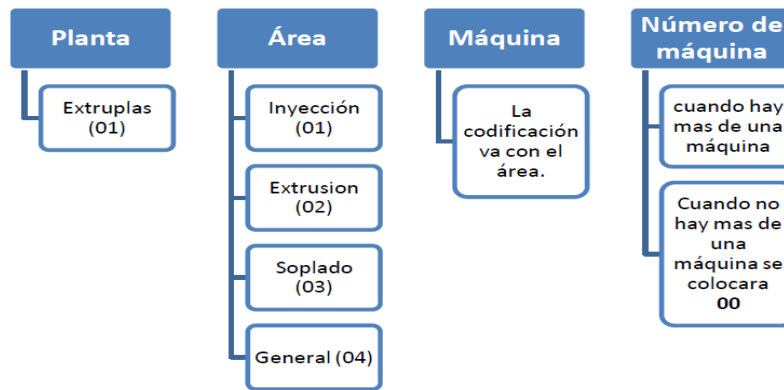 Planta
Extruplas
(01)
Área
Inyección
(01)
Extrusion
(02)
Soplado
(03)
General (04)
Máquina
La
codificación
va con el
área.
Número de
máquina
cuando hay
mas de una
máquina
Cuando no
hay mas de
una
máquina se
colocara
00